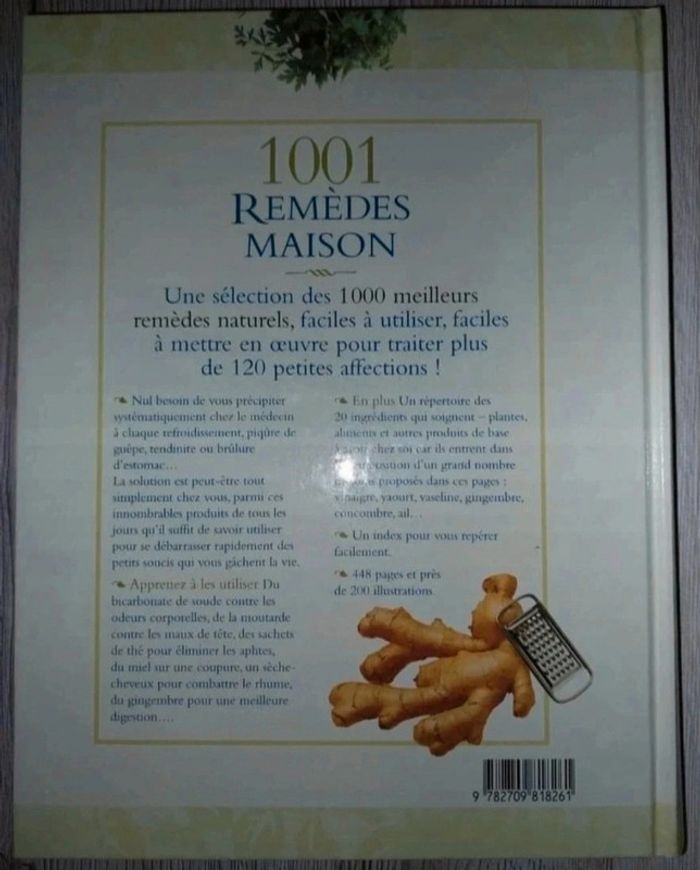 1001
REMÈDES
MAISON
Une sélection des 1000 meilleurs
remèdes naturels, faciles à utiliser, faciles
à mettre en œuvre pour traiter plus
de 120 petites affections !
Nul besoin de vous précipiter
systématiquement chez le médecin
à chaque refroidissement, piqûre de
guêpe, tendinite ou brûlure
d'estomac...
La solution est peut-être tout
simplement chez vous, parmi ces
innombrables produits de tous les
jours qu'il suffit de savoir utiliser
pour se débarrasser rapidement des
petits soucis qui vous gâchent la vie.
Apprenez à les utiliser Du
bicarbonate de soude contre les
odeurs corporelles, de la moutarde
contre les maux de tête, des sachets
de thé pour éliminer les aphtes,
du miel sur une coupure, un sèche-
cheveux pour combattre le rhume,
du gingembre pour une meilleure
digestion....
En plus Un répertoire des
20 ingrédients qui soignent – plantes,
aliments et autres produits de base
à avoir chez soi car ils entrent dans
d'un grand nombre
proposés dans ces pages :
vinaigre, yaourt, vaseline, gingembre,
concombre, ail...
Un index pour vous repérer
facilement.
448 pages et près
de 200 illustrations.
9 782709 818261